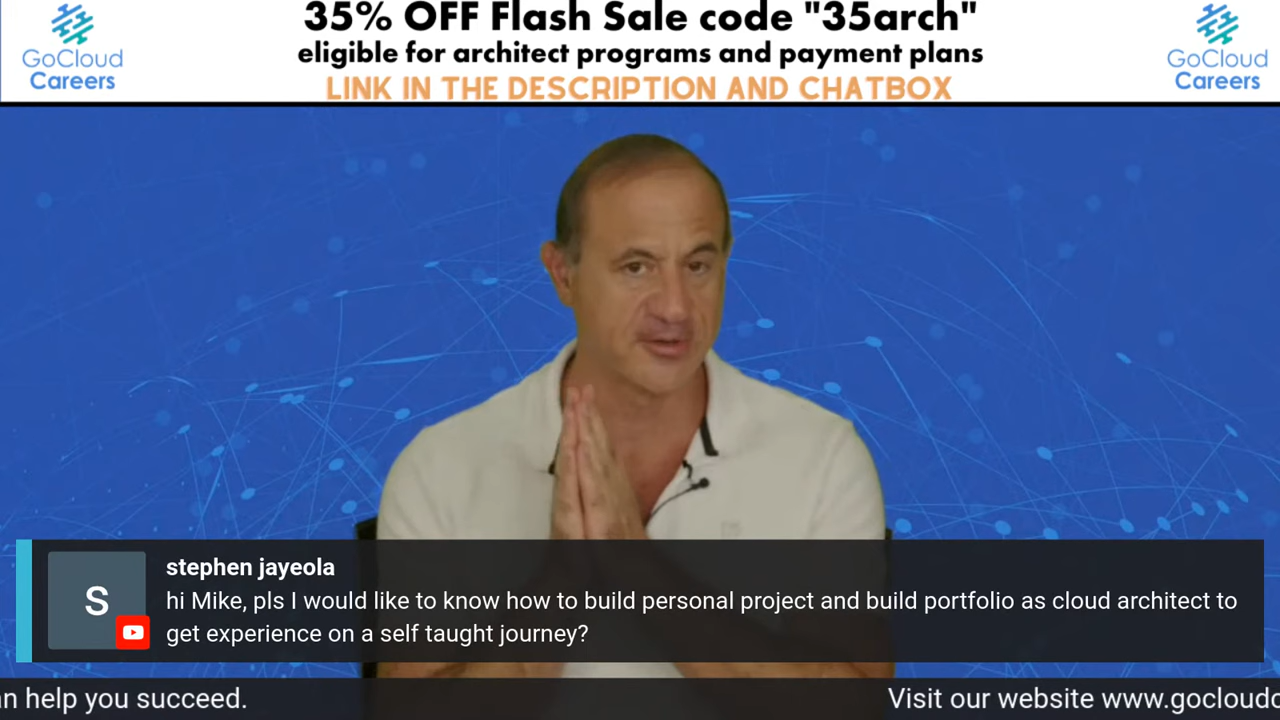 35% OFF Flash Sale code "35arch"
eligible for architect programs and payment plans
LINK IN THE DESCRIPTION AND CHATBOX
GoCloud
Careers
GoCloud
Careers
stephen jayeola
S
hi Mike, pls I would like to know how to build personal project and build portfolio as cloud architect to
get experience on a self taught journey?
an help you succeed.
Visit our website www.gocloudc